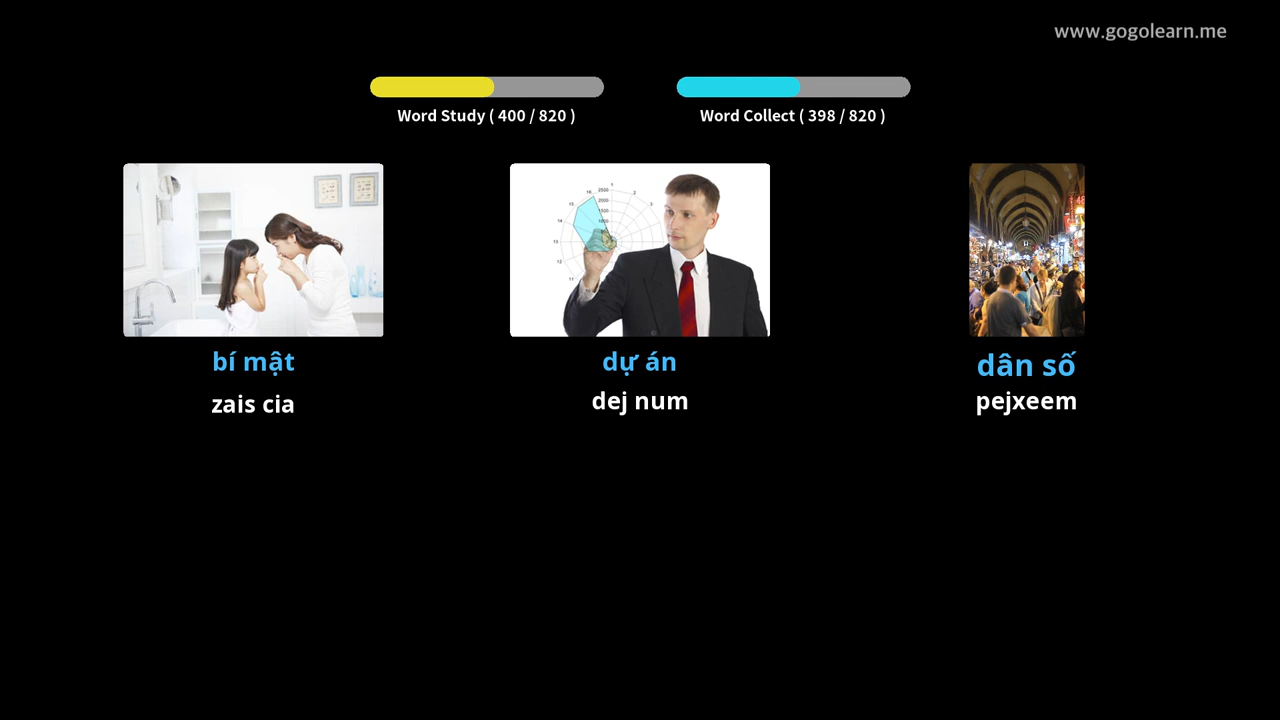 www.gogolearn.me
Word Study ( 400 / 820 )
Word Collect ( 398 / 820 )
bí mật
zais cia
dự án
dej num
dân số
pejxeem